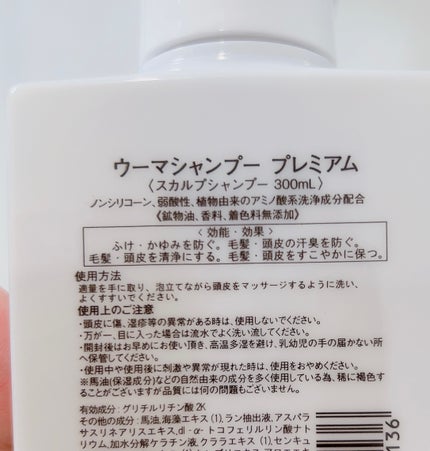 ウーマシャンプー プレミアム
〈スカルプシャンプー 300mL〉
ノンシリコーン、弱酸性、植物由来のアミノ酸系洗浄成分配合
《鉱物油、香料、着色料無添加》
〈効能・効果〉
ふけ・かゆみを防ぐ。毛髪・頭皮の汗臭を防ぐ。
毛髪・頭皮を清浄にする。毛髪・頭皮をすこやかに保つ。
使用方法
適量を手に取り、泡立てながら頭皮をマッサージするように洗い、
よくすすいでください。
使用上のご注意
・頭皮に傷、湿疹等の異常がある時は、使用しないでください。
・万が一、目に入った場合は流水でよく洗い流してください。
・開封後はお早めにお使い頂き、高温多湿を避け、乳幼児の手の届かない所
へ保管してください。
・使用中や使用後に刺激や異常が現れた時は、使用をおやめください。
※馬油(保湿成分)などの自然由来の成分を多く使用している為、稀に褐色す
ることがございますが品質には何の問題もございません。
有効成分：グリチルリチン酸2K
その他の成分：馬油、海藻エキス（1）、ラン抽出液、アスパラ
サスリネアリスエキス、dl-α-トコフェリルリン酸ナト
リウム、加水分解ケラチン液、クララエキス（1）、センキュ
136